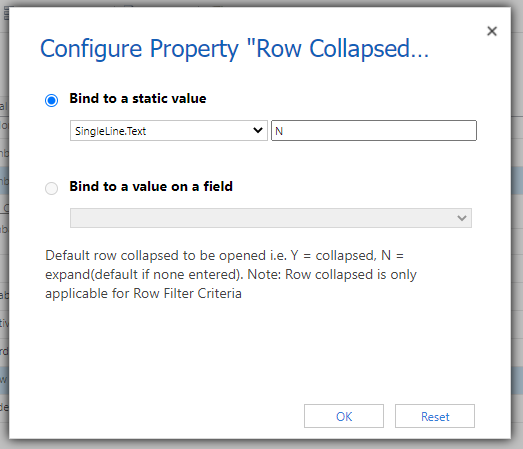 Configure Property "Row Collapsed...
Bind to a static value
SingleLine.Text N
Bind to a value on a field
Default row collapsed to be opened i.e. Y = collapsed, N =
expand(default if none entered). Note: Row collapsed is only
applicable for Row Filter Criteria
OK Reset